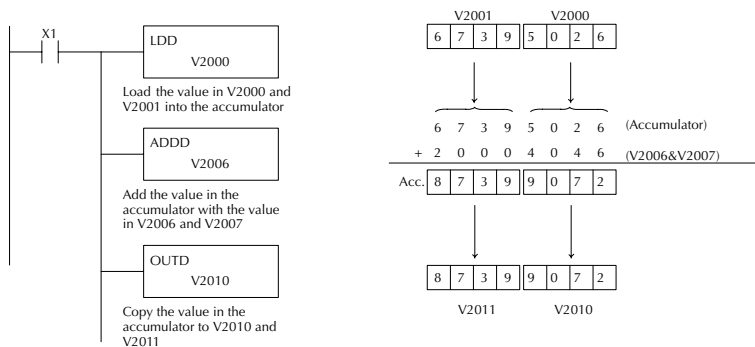 X1
LDD
V2000
Load the value in V2000 and
V2001 into the accumulator
ADDD
V2006
Add the value in the
accumulator with the value
in V2006 and V2007
OUTD
V2010
Copy the value in the
accumulator to V2010 and
V2011
V2001 V2000
6 7 3 9 5 0 2 6
6 7 3 9 5 0 2 6 (Accumulator)
+ 2 0 0 0 4 0 4 6 (V2006&V2007)
Acc. 8 7 3 9 9 0 7 2
8 7 3 9 9 0 7 2
V2011 V2010